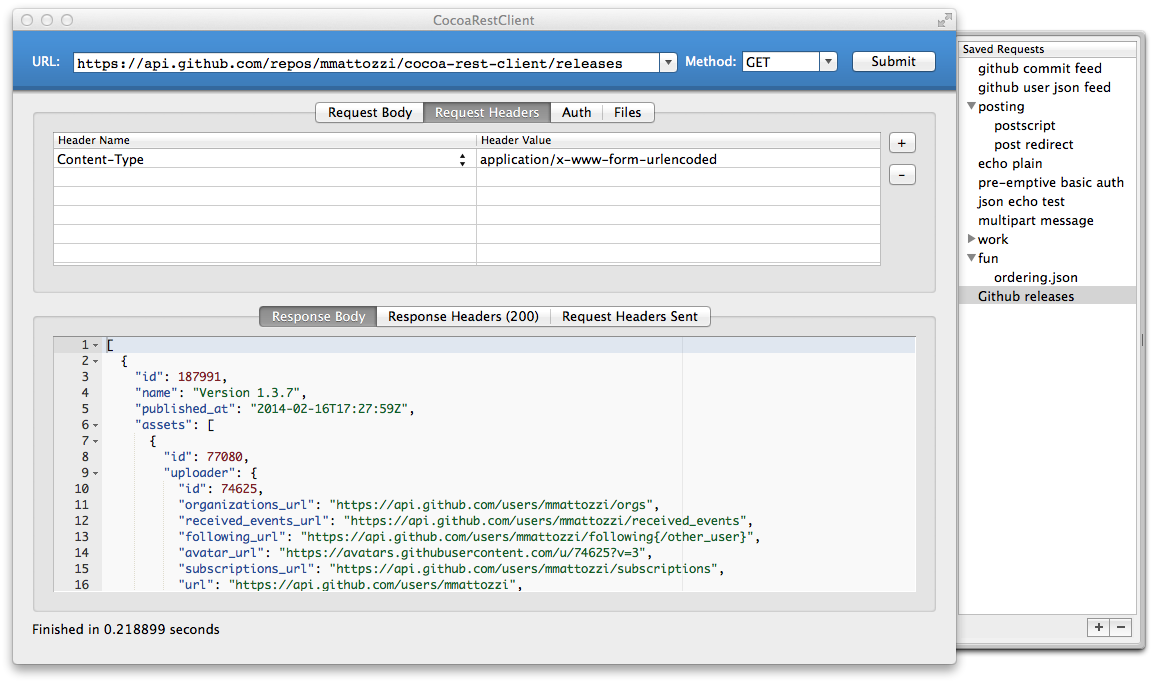 CocoaRestClient
URL: https://api.github.com/repos/mmattozzi/cocoa-rest-client/releases Method: GET Submit
Request Body Request Headers Auth Files
Header Name Header Value
Content-Type application/x-www-form-urlencoded
+
-
Response Body Response Headers (200) Request Headers Sent
1 [
2 {
3 "id": 187991,
4 "name": "Version 1.3.7",
5 "published_at": "2014-02-16T17:27:59Z",
6 "assets": [
7 {
8 "id": 77080,
9 "uploader": {
10 "id": 74625,
11 "organizations_url": "https://api.github.com/users/mmattozzi/orgs",
12 "received_events_url": "https://api.github.com/users/mmattozzi/received_events",
13 "following_url": "https://api.github.com/users/mmattozzi/following{/other_user}",
14 "avatar_url": "https://avatars.githubusercontent.com/u/74625?v=3",
15 "subscriptions_url": "https://api.github.com/users/mmattozzi/subscriptions",
16 "url": "https://api.github.com/users/mmattozzi",
Finished in 0.218899 seconds
Saved Requests
github commit feed
github user json feed
posting
postscript
post redirect
echo plain
pre-emptive basic auth
json echo test
multipart message
work
fun
ordering.json
Github releases
+ -